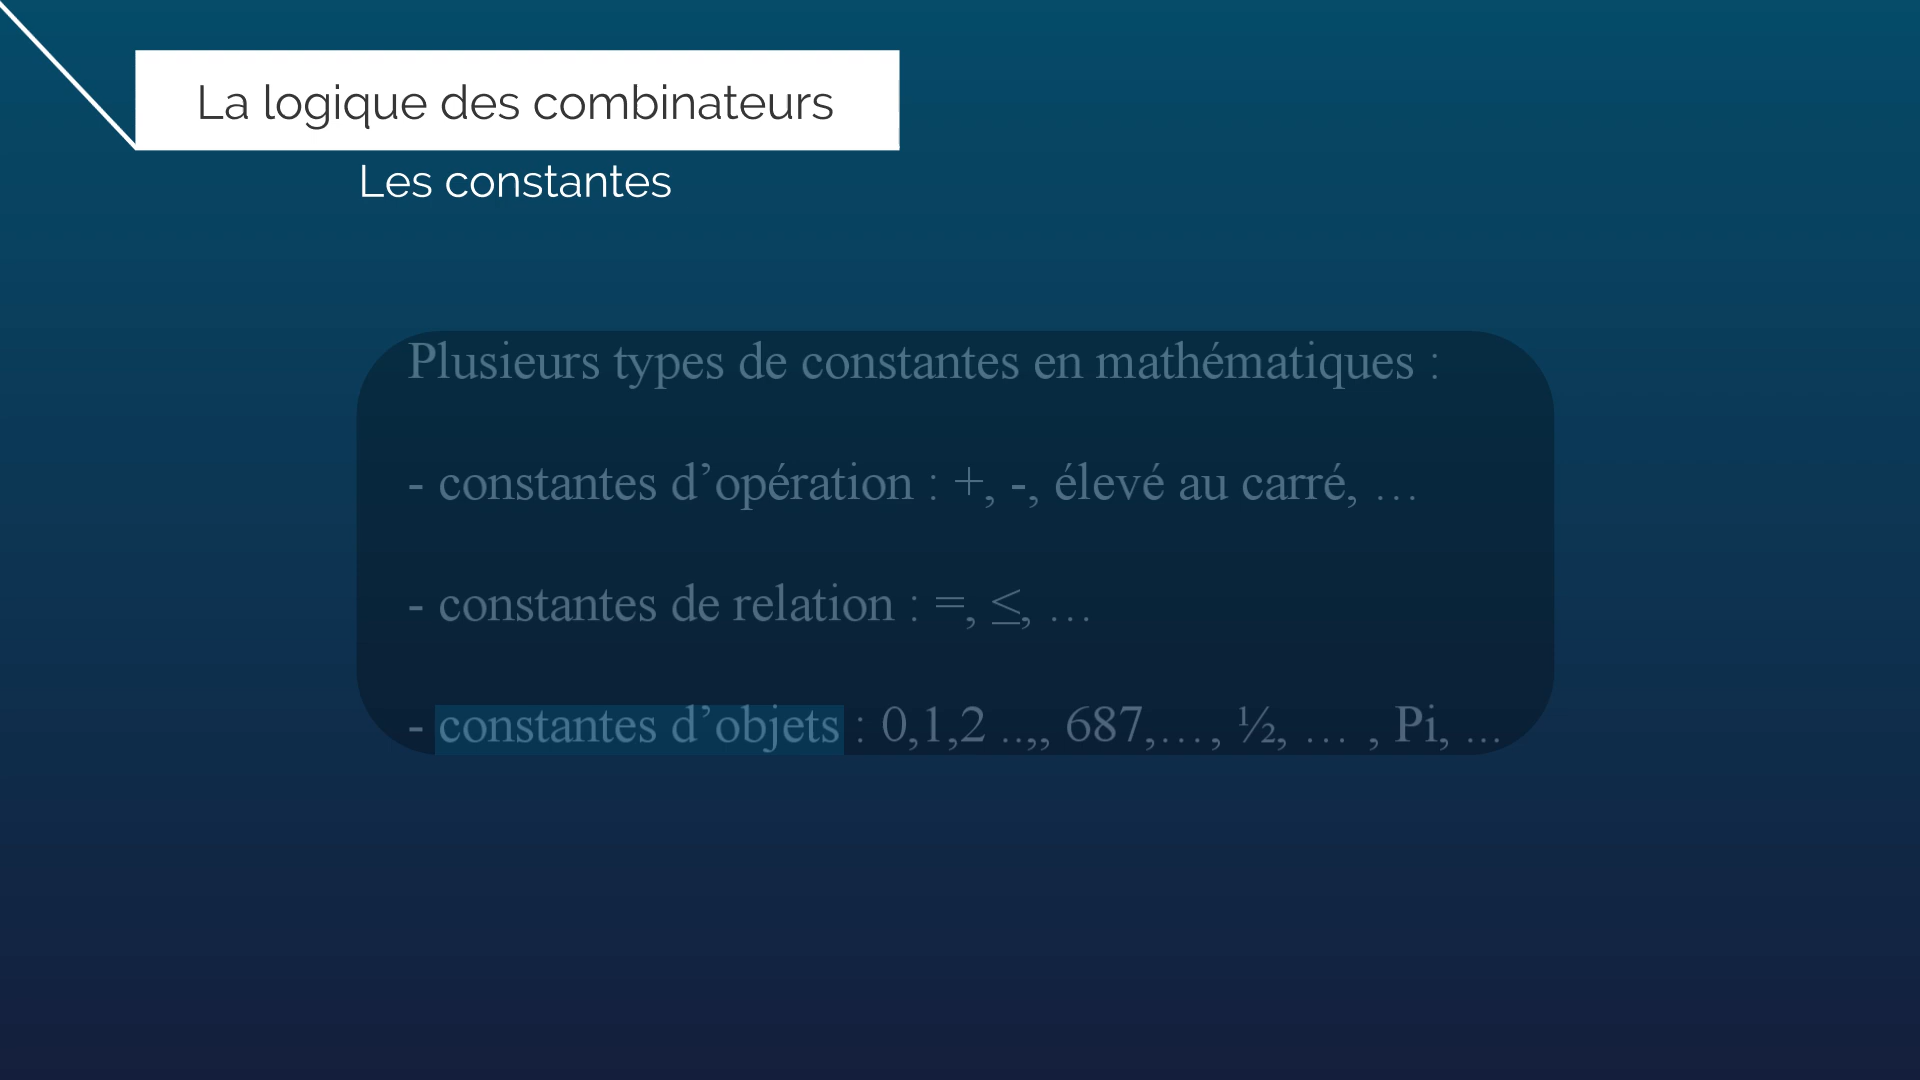 La logique des combinateurs
Les constantes
Plusieurs types de constantes en mathématiques :
- constantes d’opération : +, -, élevé au carré, …
- constantes de relation : =, ≤, …
- constantes d’objets : 0,1,2 ..,, 687,…, ½, … , Pi, ...